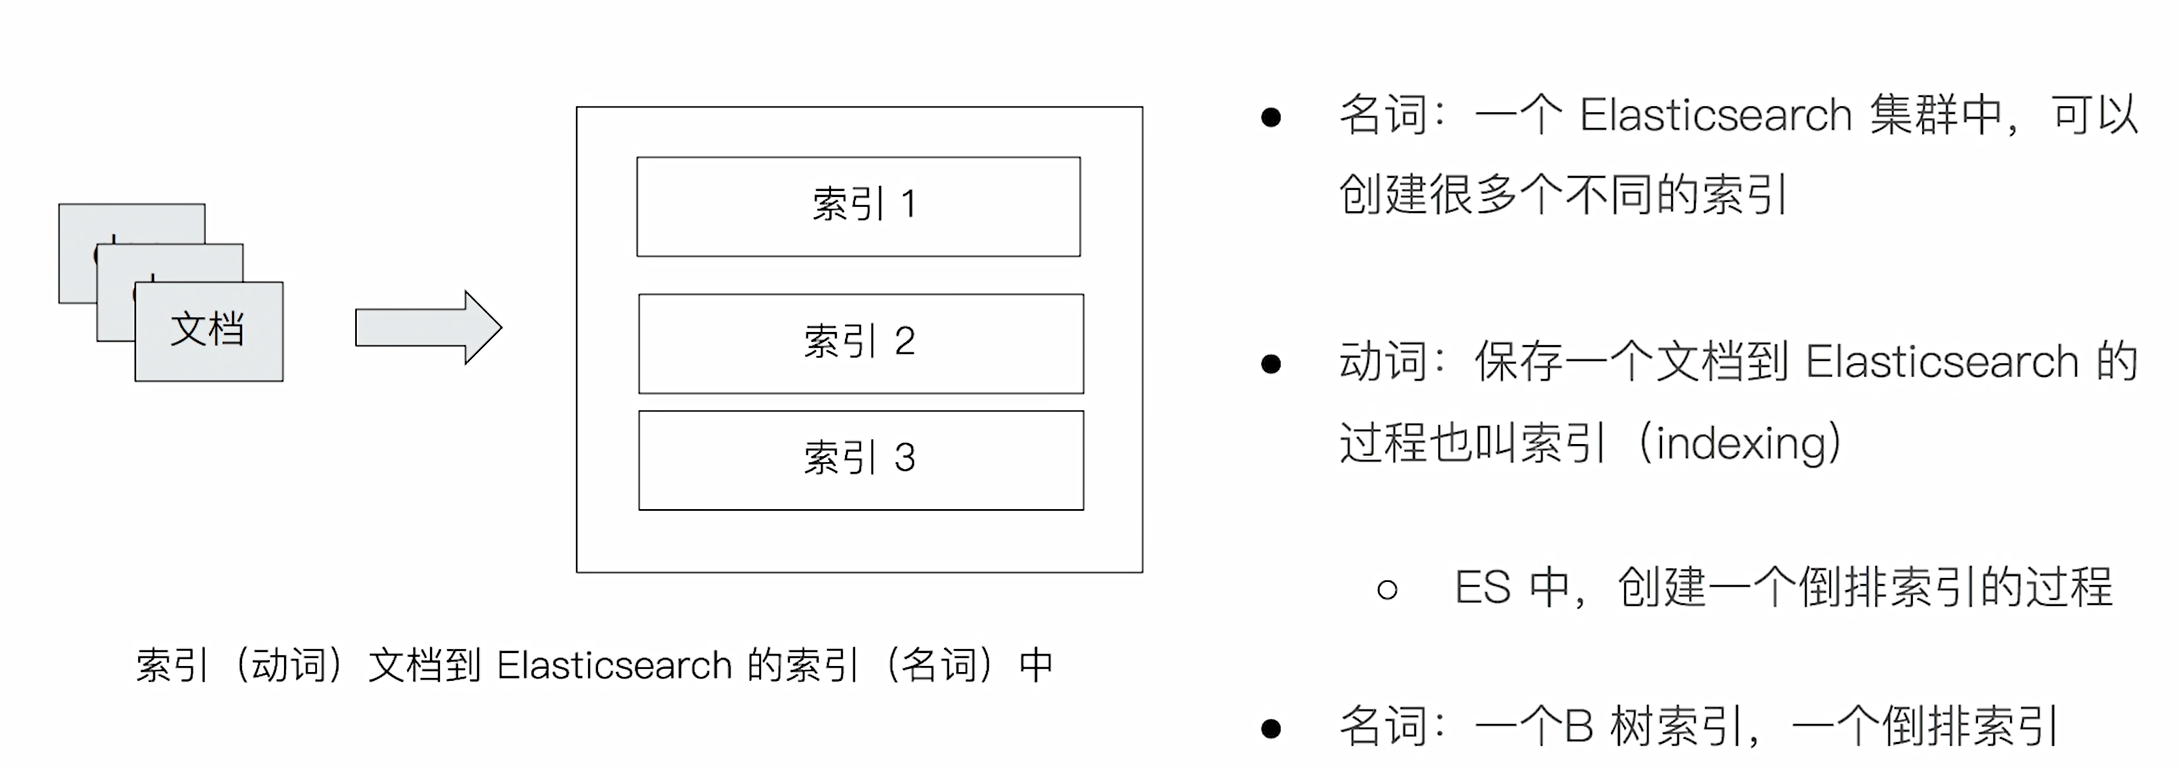 文档
索引 1
索引 2
索引 3
索引（动词）文档到 Elasticsearch 的索引（名词）中
● 名词：一个 Elasticsearch 集群中，可以
创建很多个不同的索引
● 动词：保存一个文档到 Elasticsearch 的
过程也叫索引（indexing）
○ ES 中，创建一个倒排索引的过程
● 名词：一个B 树索引，一个倒排索引